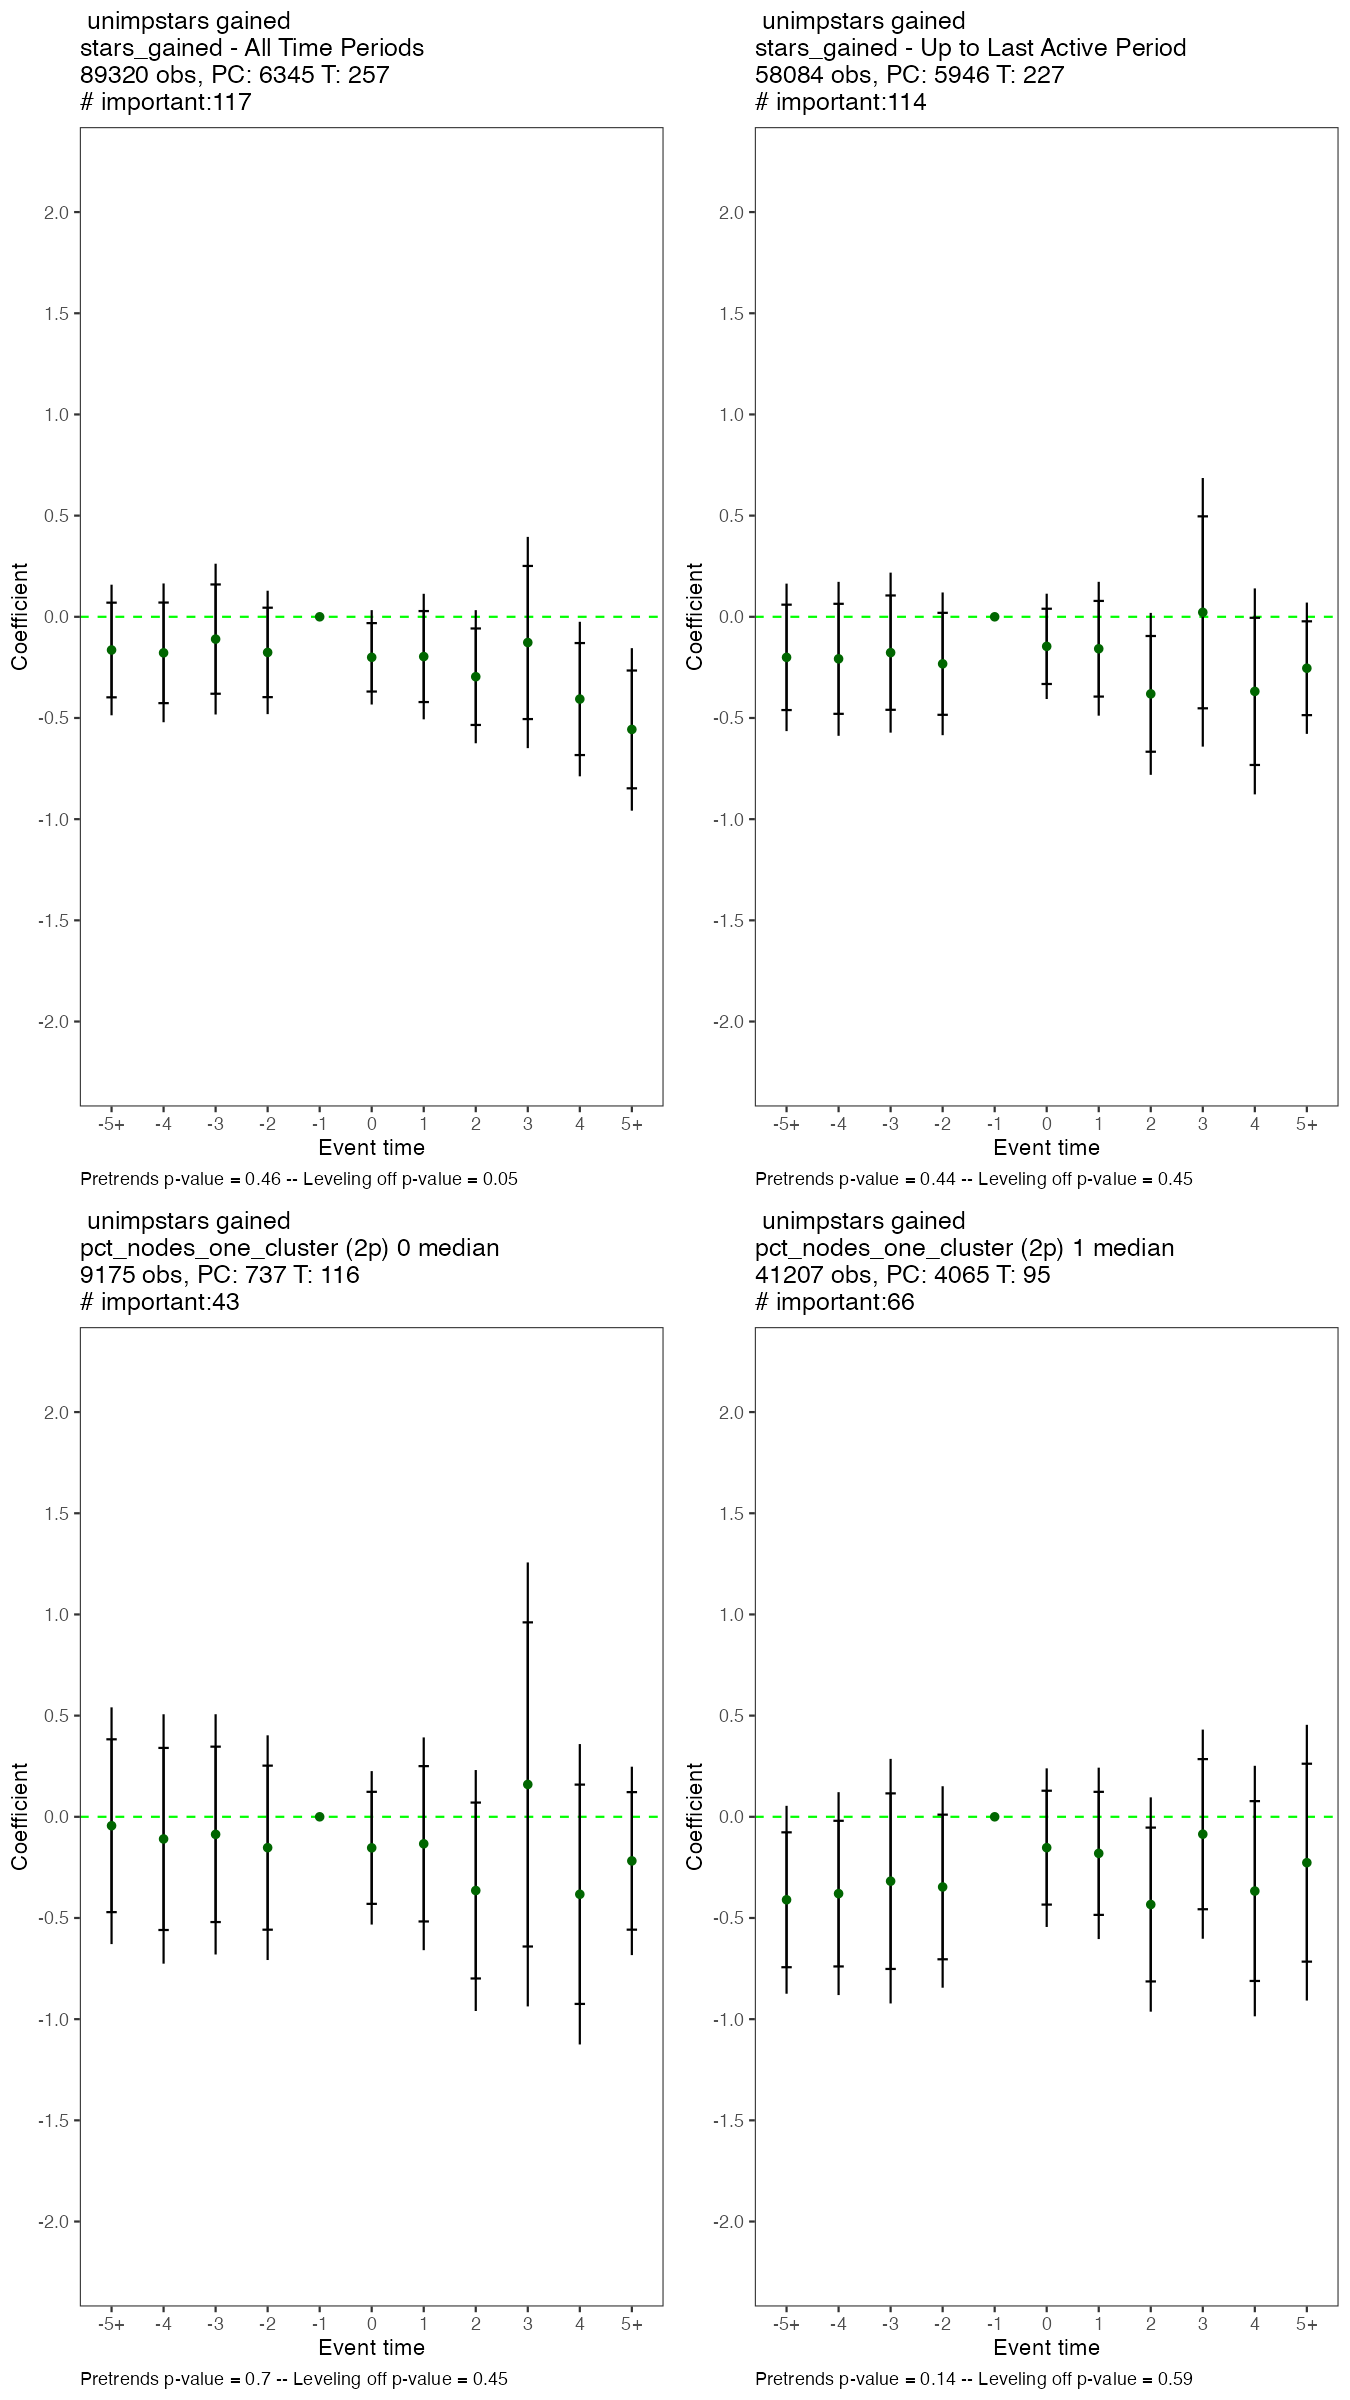 unimpstars gained
stars_gained - All Time Periods
89320 obs, PC: 6345 T: 257
# important:117
2.0
1.5
1.0
0.5
0.0
-0.5
-1.0
-1.5
-2.0
Coefficient
-5+ -4 -3 -2 -1 0 1 2 3 4 5+
Event time
Pretrends p-value = 0.46 -- Leveling off p-value = 0.05
unimpstars gained
stars_gained - Up to Last Active Period
58084 obs, PC: 5946 T: 227
# important:114
2.0
1.5
1.0
0.5
0.0
-0.5
-1.0
-1.5
-2.0
Coefficient
-5+ -4 -3 -2 -1 0 1 2 3 4 5+
Event time
Pretrends p-value = 0.44 -- Leveling off p-value = 0.45
unimpstars gained
pct_nodes_one_cluster (2p) 0 median
9175 obs, PC: 737 T: 116
# important:43
2.0
1.5
1.0
0.5
0.0
-0.5
-1.0
-1.5
-2.0
Coefficient
-5+ -4 -3 -2 -1 0 1 2 3 4 5+
Event time
Pretrends p-value = 0.7 -- Leveling off p-value = 0.45
unimpstars gained
pct_nodes_one_cluster (2p) 1 median
41207 obs, PC: 4065 T: 95
# important:66
2.0
1.5
1.0
0.5
0.0
-0.5
-1.0
-1.5
-2.0
Coefficient
-5+ -4 -3 -2 -1 0 1 2 3 4 5+
Event time
Pretrends p-value = 0.14 -- Leveling off p-value = 0.59